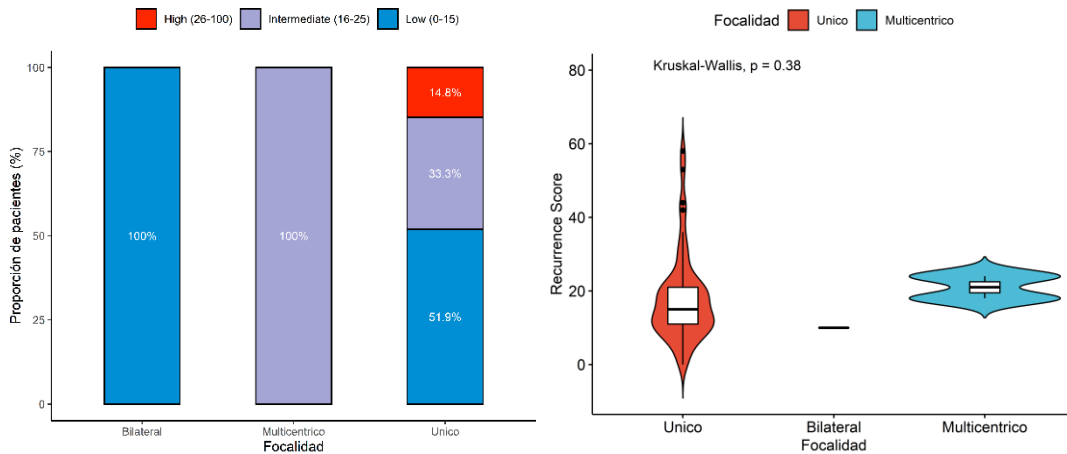 High (26-100) Intermediate (16-25) Low (0-15)
Proporción de pacientes (%)
100
75
50
25
0
100%
100%
14.8%
33.3%
51.9%
Bilateral Multicentrico Unico
Focalidad
Focalidad Unico Multicentrico
Kruskal-Wallis, p = 0.38
Recurrence Score
80
60
40
20
0
Unico Bilateral Multicentrico
Focalidad